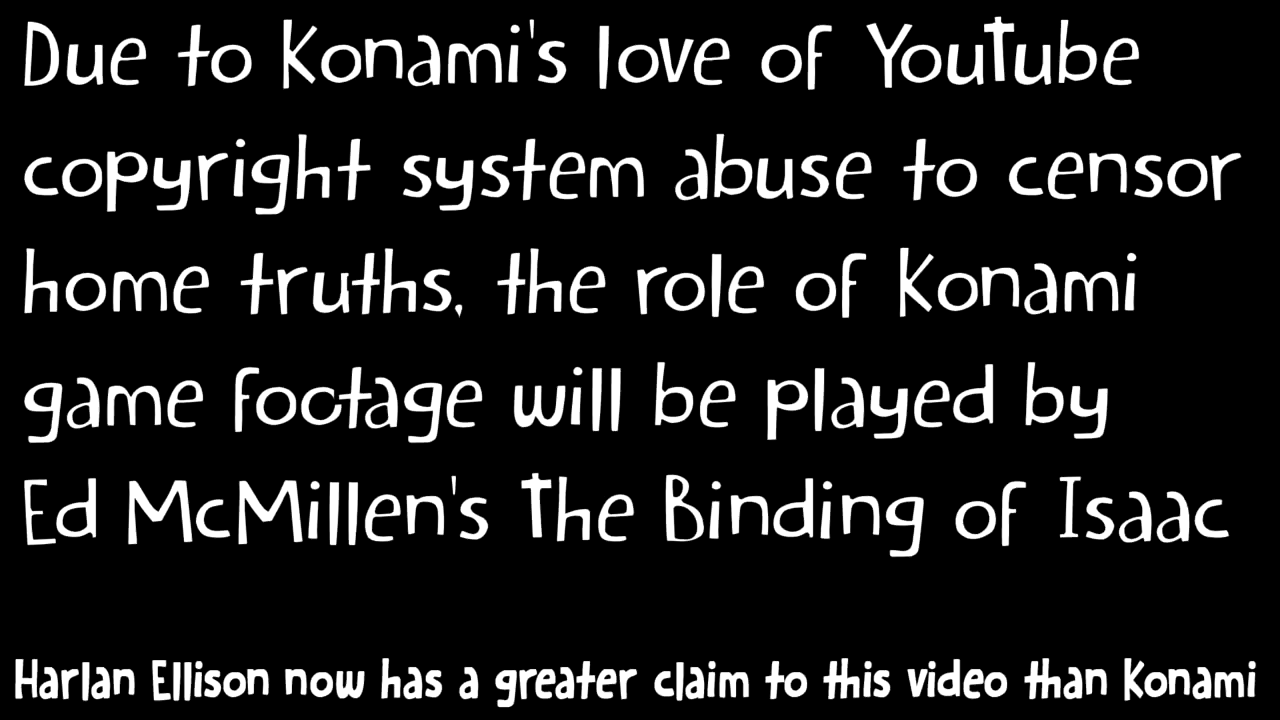 Due to Konami's love of YouTube
copyright system abuse to censor
home truths, the role of Konami
game footage will be played by
Ed McMillen's The Binding of Isaac
Harlan Ellison now has a greater claim to this video than Konami